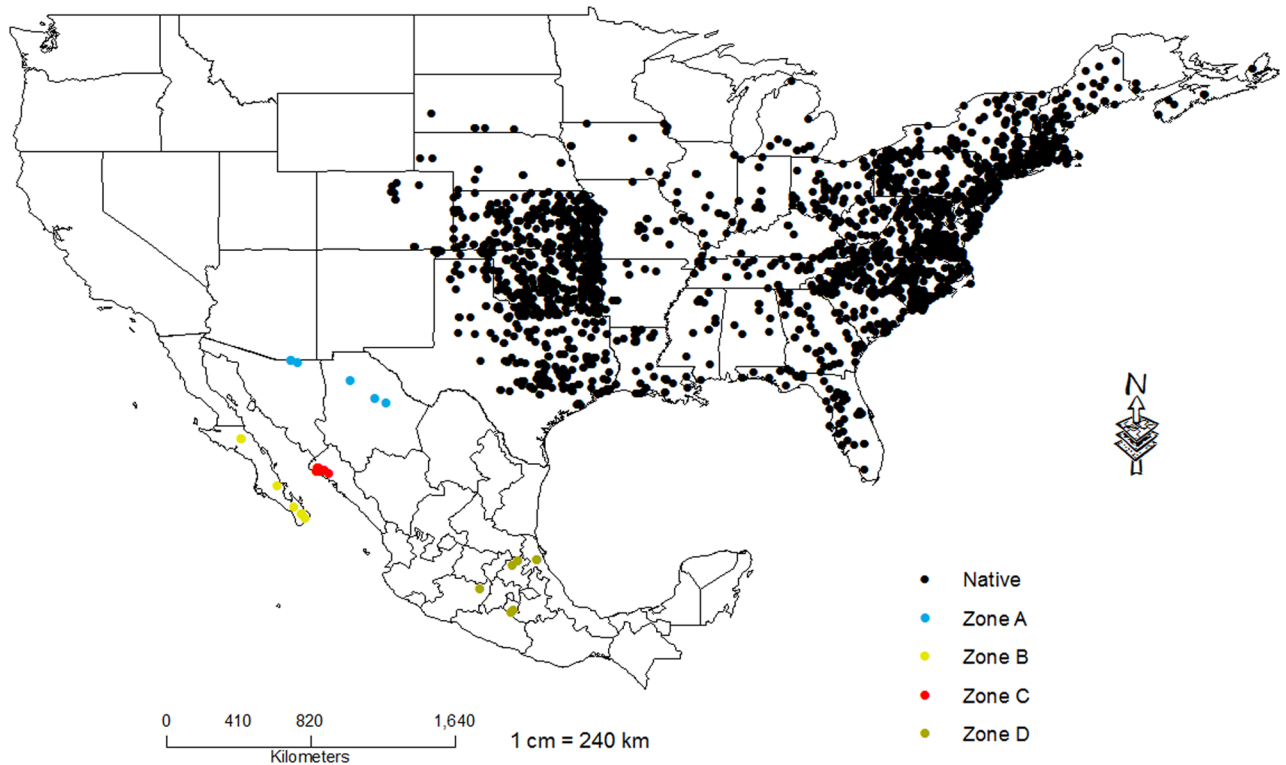 N
Native
Zone A
Zone B
Zone C
Zone D
0 410 820 1,640
Kilometers
1 cm = 240 km